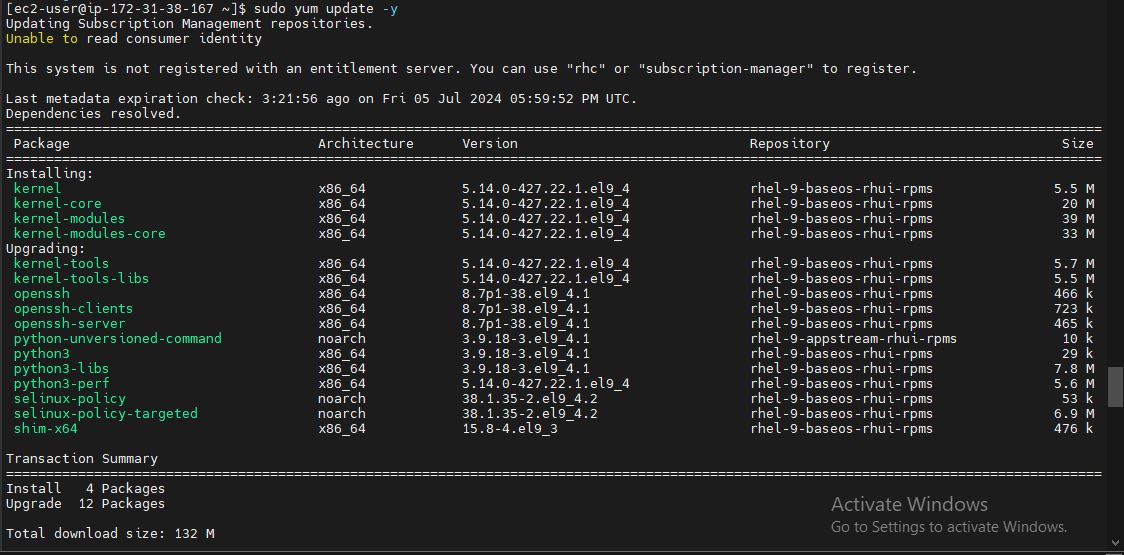 [ec2-user@ip-172-31-38-167 ~]$ sudo yum update -y
Updating Subscription Management repositories.
Unable to read consumer identity
This system is not registered with an entitlement server. You can use "rhc" or "subscription-manager" to register.
Last metadata expiration check: 3:21:56 ago on Fri 05 Jul 2024 05:59:52 PM UTC.
Dependencies resolved.
Package Architecture Version Repository Size
Installing:
kernel x86_64 5.14.0-427.22.1.el9_4 rhel-9-baseos-rhui-rpms 5.5 M
kernel-core x86_64 5.14.0-427.22.1.el9_4 rhel-9-baseos-rhui-rpms 20 M
kernel-modules x86_64 5.14.0-427.22.1.el9_4 rhel-9-baseos-rhui-rpms 39 M
kernel-modules-core x86_64 5.14.0-427.22.1.el9_4 rhel-9-baseos-rhui-rpms 33 M
Upgrading:
kernel-tools x86_64 5.14.0-427.22.1.el9_4 rhel-9-baseos-rhui-rpms 5.7 M
kernel-tools-libs x86_64 5.14.0-427.22.1.el9_4 rhel-9-baseos-rhui-rpms 5.5 M
openssh x86_64 8.7p1-38.el9_4.1 rhel-9-baseos-rhui-rpms 466 k
openssh-clients x86_64 8.7p1-38.el9_4.1 rhel-9-baseos-rhui-rpms 723 k
openssh-server x86_64 8.7p1-38.el9_4.1 rhel-9-baseos-rhui-rpms 465 k
python-unversioned-command noarch 3.9.18-3.el9_4.1 rhel-9-appstream-rhui-rpms 10 k
python3 x86_64 3.9.18-3.el9_4.1 rhel-9-baseos-rhui-rpms 29 k
python3-libs x86_64 3.9.18-3.el9_4.1 rhel-9-baseos-rhui-rpms 7.8 M
python3-perf x86_64 5.14.0-427.22.1.el9_4 rhel-9-baseos-rhui-rpms 5.6 M
selinux-policy noarch 38.1.35-2.el9_4.2 rhel-9-baseos-rhui-rpms 53 k
selinux-policy-targeted noarch 38.1.35-2.el9_4.2 rhel-9-baseos-rhui-rpms 6.9 M
shim-x64 x86_64 15.8-4.el9_3 rhel-9-baseos-rhui-rpms 476 k
Transaction Summary
Install 4 Packages
Upgrade 12 Packages
Total download size: 132 M
Activate Windows
Go to Settings to activate Windows.